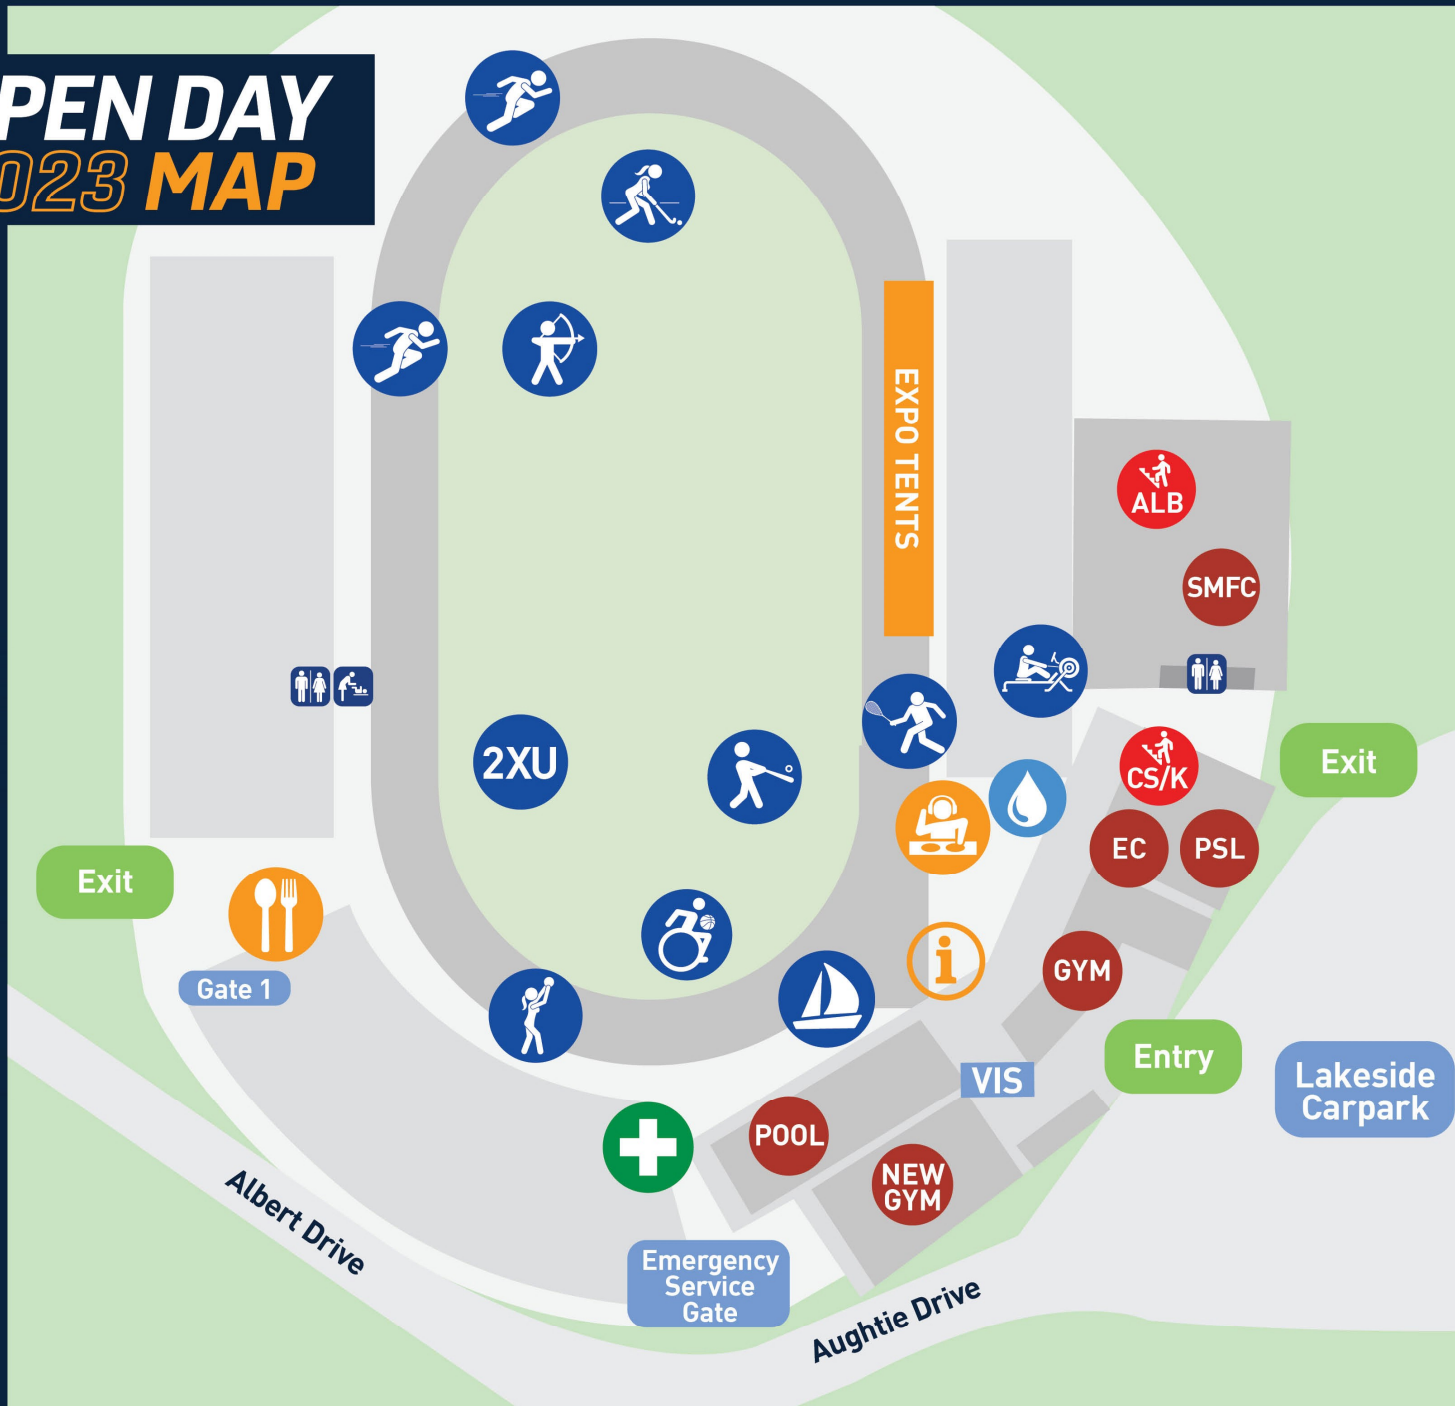 PEN DAY
023 MAP
EXPO TENTS
ALB
SMFC
2XU
CS/K
Exit
EC
PSL
Exit
GYM
Gate 1
Entry
VIS
Lakeside
Carpark
POOL
NEW
GYM
Albert Drive
Emergency
Service
Gate
Aughtie Drive